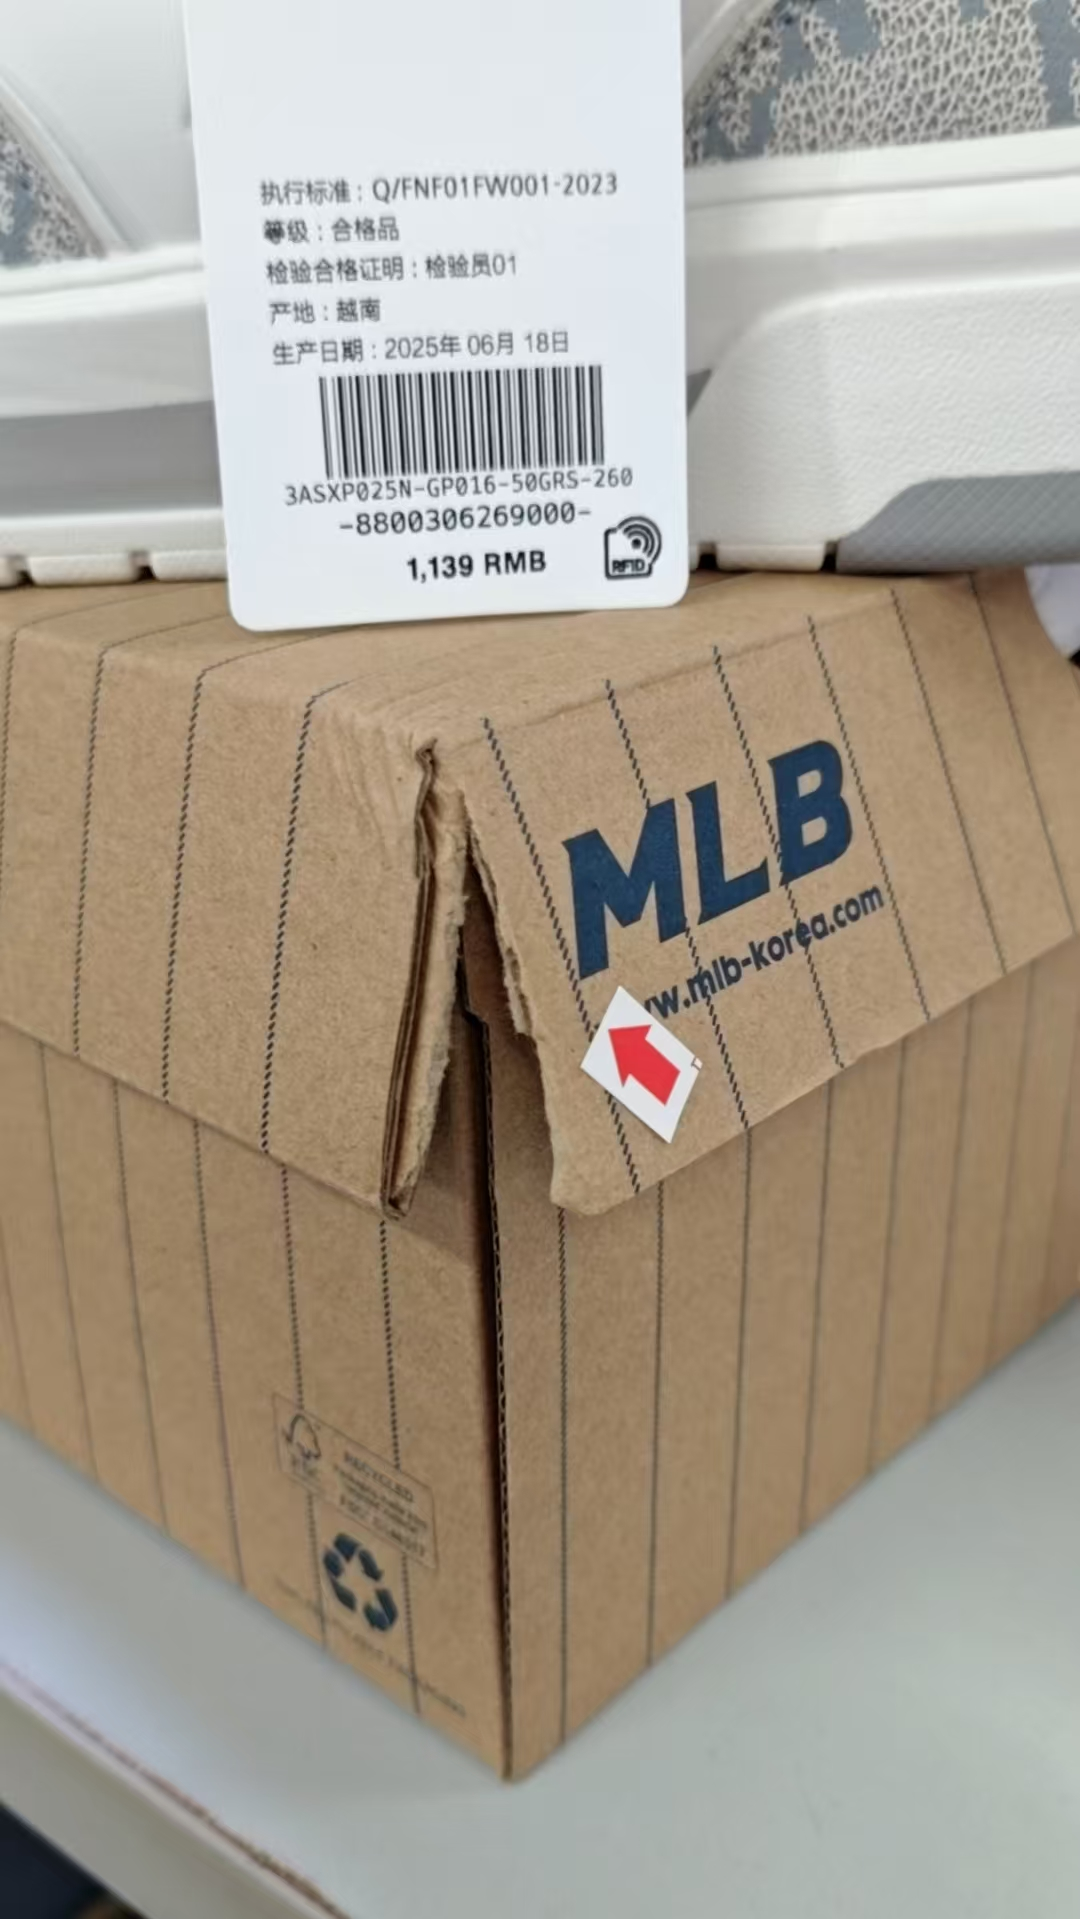 执行标准：Q/FNF01FW001-2023
等级：合格品
检验合格证明：检验员01
产地：越南
生产日期：2025年 06月 18日
3ASXP025N-GP016-50GRS-260
-8800306269000-
1,139 RMB
RFID
MLB
w.mlb-korea.com
FSC
RECYCLED